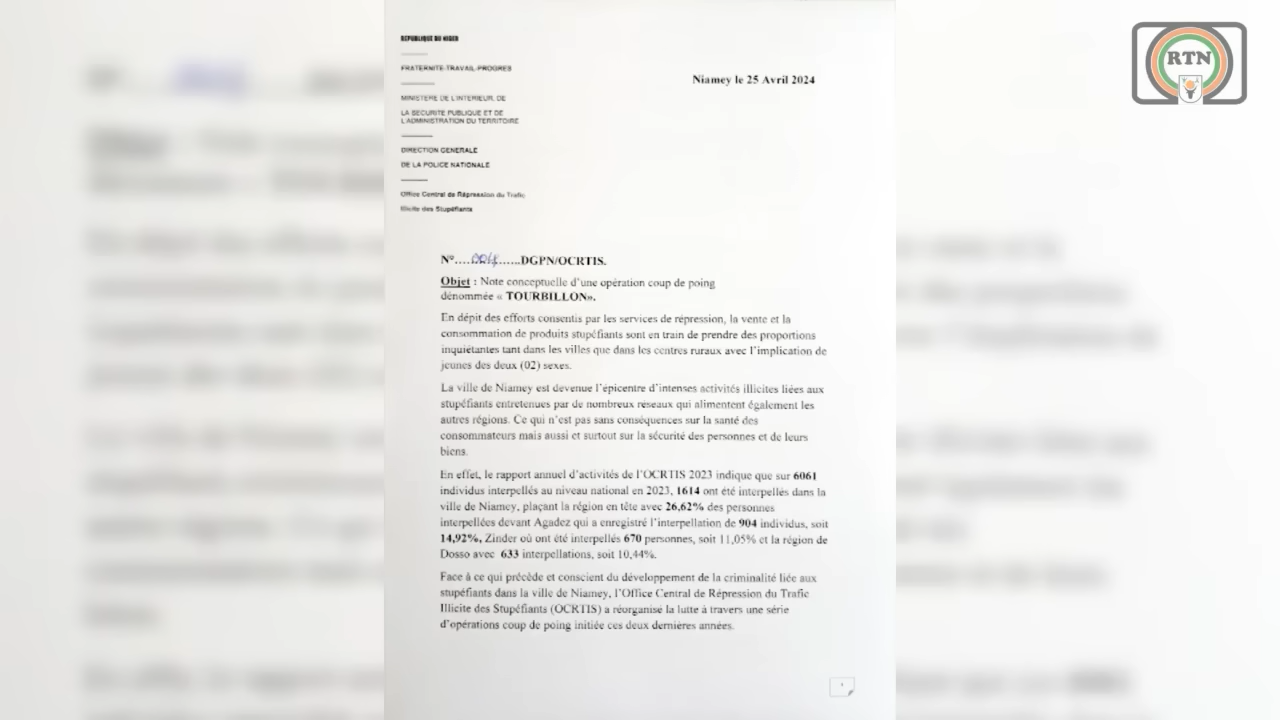 REPUBLIQUE DU NIGER
FRATERNITE-TRAVAIL-PROGRES
MINISTERE DE L'INTERIEUR, DE
LA SECURITE PUBLIQUE ET DE
L'ADMINISTRATION DU TERRITOIRE
DIRECTION GENERALE
DE LA POLICE NATIONALE
Office Central de Répression du Trafic
Illicite des Stupéfiants
Niamey le 25 Avril 2024
RTN
N°...........DGPN/OCRTIS.
Objet : Note conceptuelle d'une opération coup de poing
dénommée « TOURBILLON».
En dépit des efforts consentis par les services de répression, la vente et la
consommation de produits stupéfiants sont en train de prendre des proportions
inquiétantes tant dans les villes que dans les centres ruraux avec l'implication de
jeunes des deux (02) sexes.
La ville de Niamey est devenue l'épicentre d'intenses activités illicites liées aux
stupéfiants entretenues par de nombreux réseaux qui alimentent également les
autres régions. Ce qui n'est pas sans conséquences sur la santé des
consommateurs mais aussi et surtout sur la sécurité des personnes et de leurs
biens.
En effet, le rapport annuel d'activités de l'OCRTIS 2023 indique que sur 6061
individus interpellés au niveau national en 2023, 1614 ont été interpellés dans la
ville de Niamey, plaçant la région en tête avec 26,62% des personnes
interpellées devant Agadez qui a enregistré l'interpellation de 904 individus, soit
14,92%, Zinder où ont été interpellés 670 personnes, soit 11,05% et la région de
Dosso avec 633 interpellations, soit 10,44%.
Face à ce qui précède et conscient du développement de la criminalité liée aux
stupéfiants dans la ville de Niamey, l'Office Central de Répression du Trafic
Illicite des Stupéfiants (OCRTIS) a réorganisé la lutte à travers une série
d'opérations coup de poing initiée ces deux dernières années.